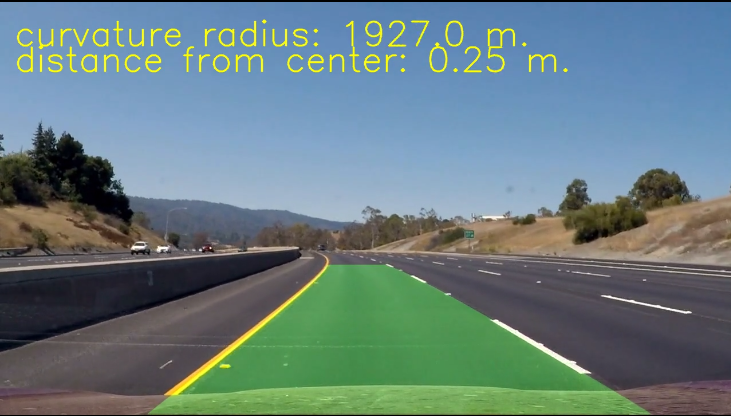 curvature radius: 1927.0 m.
distance from center: 0.25 m.